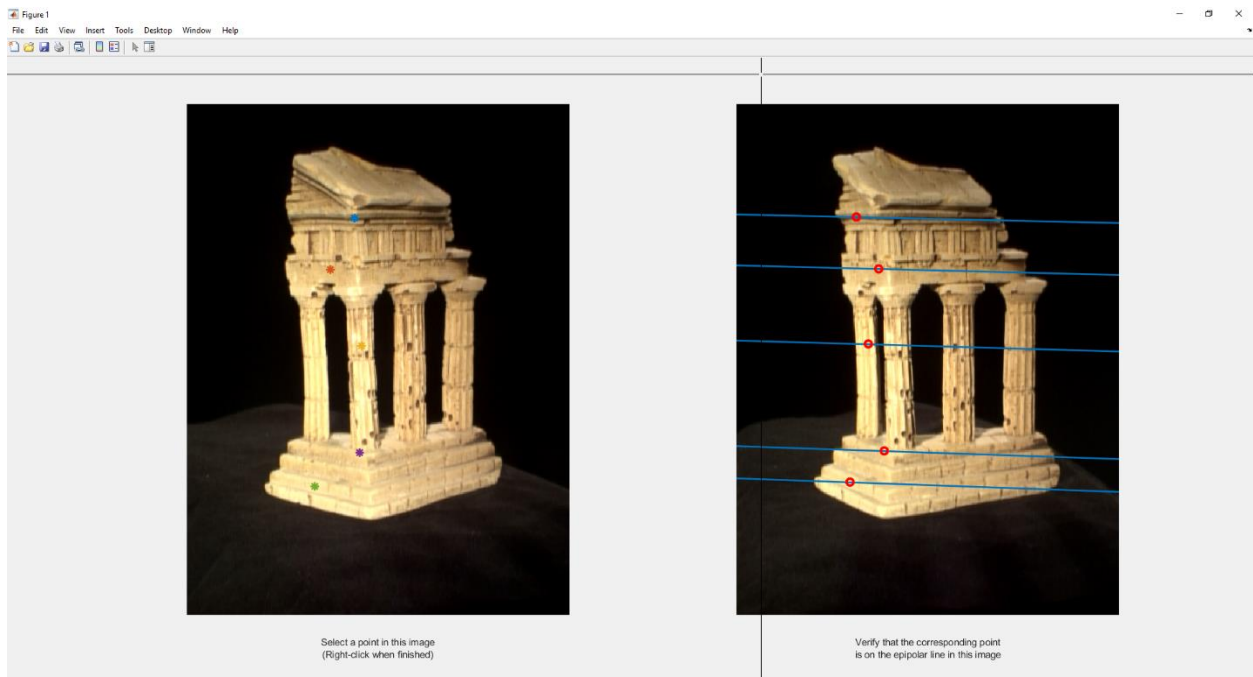 Figure 1
File Edit View Insert Tools Desktop Window Help
Select a point in this image
(Right-click when finished)
Verify that the corresponding point
is on the epipolar line in this image